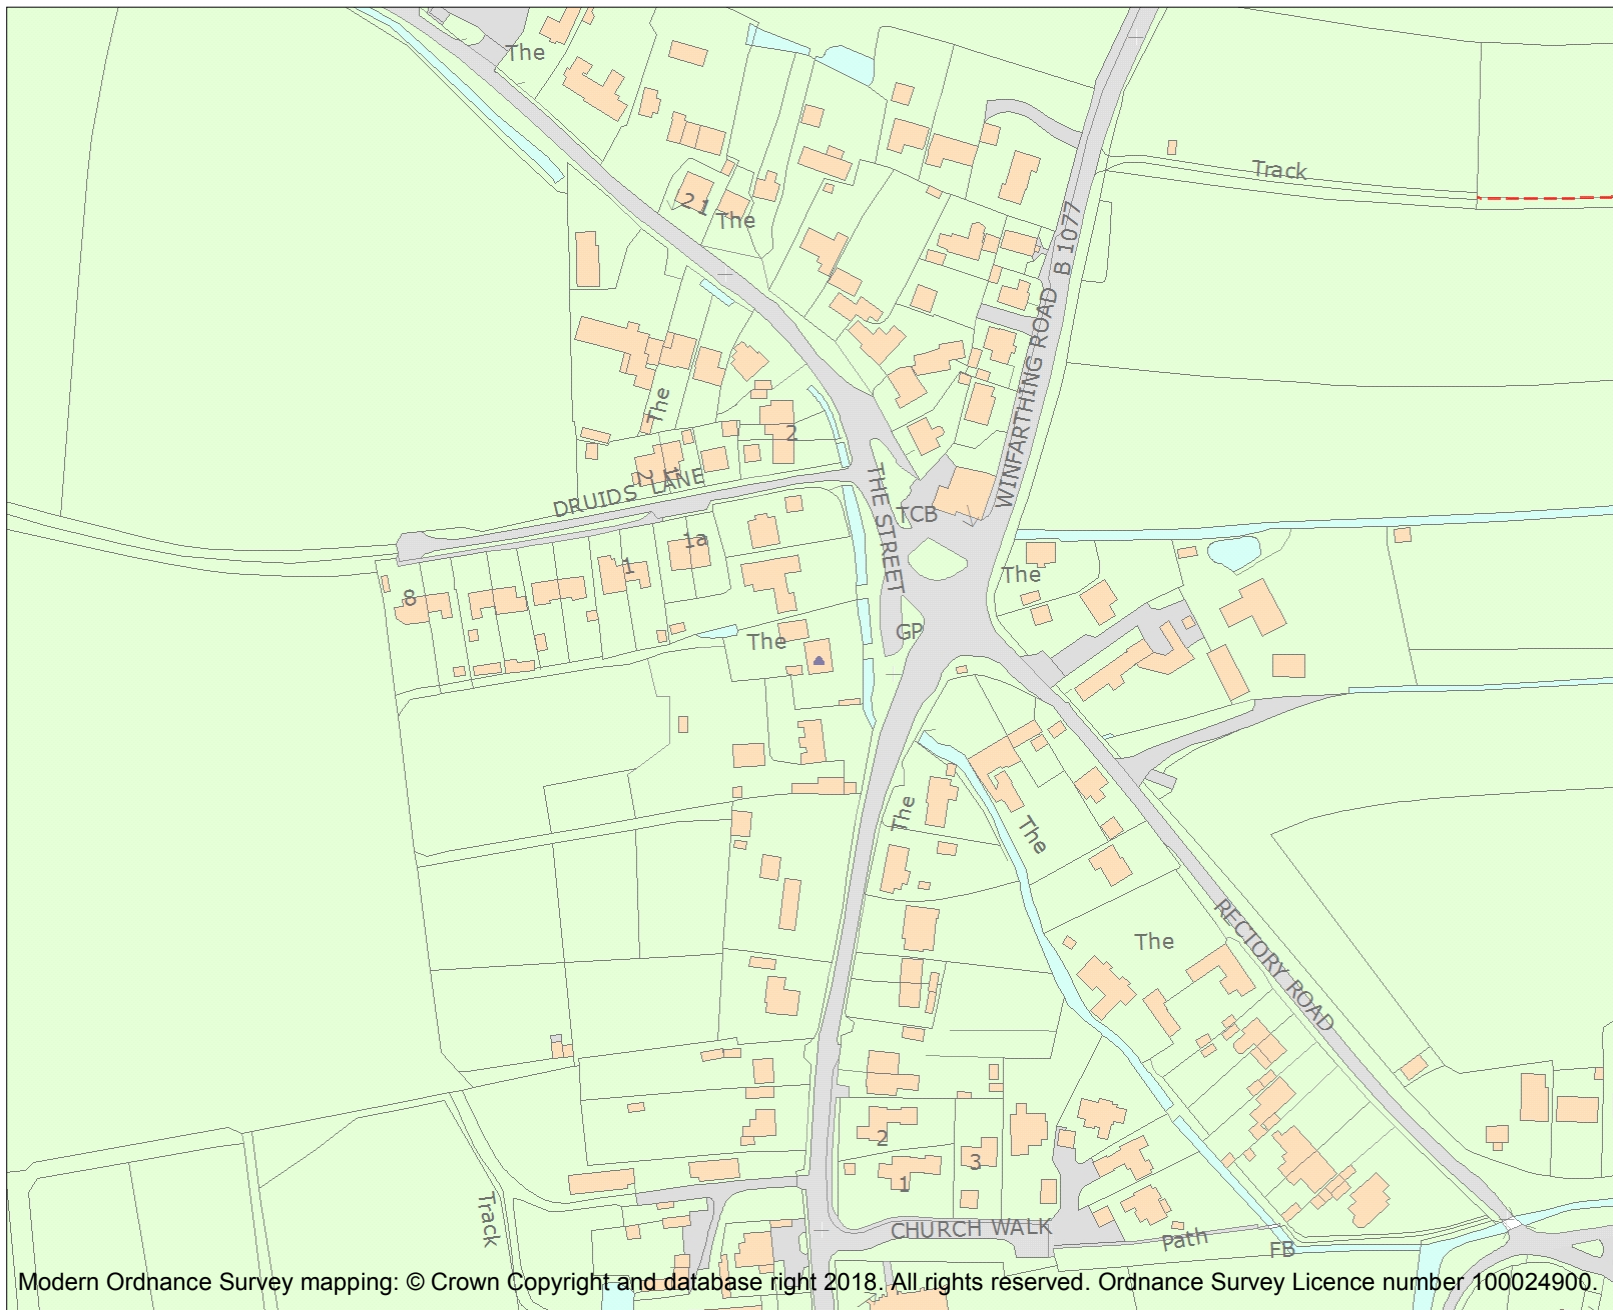 The
Track
21
The
B 1077
WINFARTHING ROAD
The
2
2
1
DRUIDS' LANE
THE STREET
TCB
1a
1
The
8
GP
The
The
The
The
RECTORY ROAD
2
3
1
Track
CHURCH WALK
Path
FB
Modern Ordnance Survey mapping: © Crown Copyright and database right 2018. All rights reserved. Ordnance Survey Licence number 100024900.